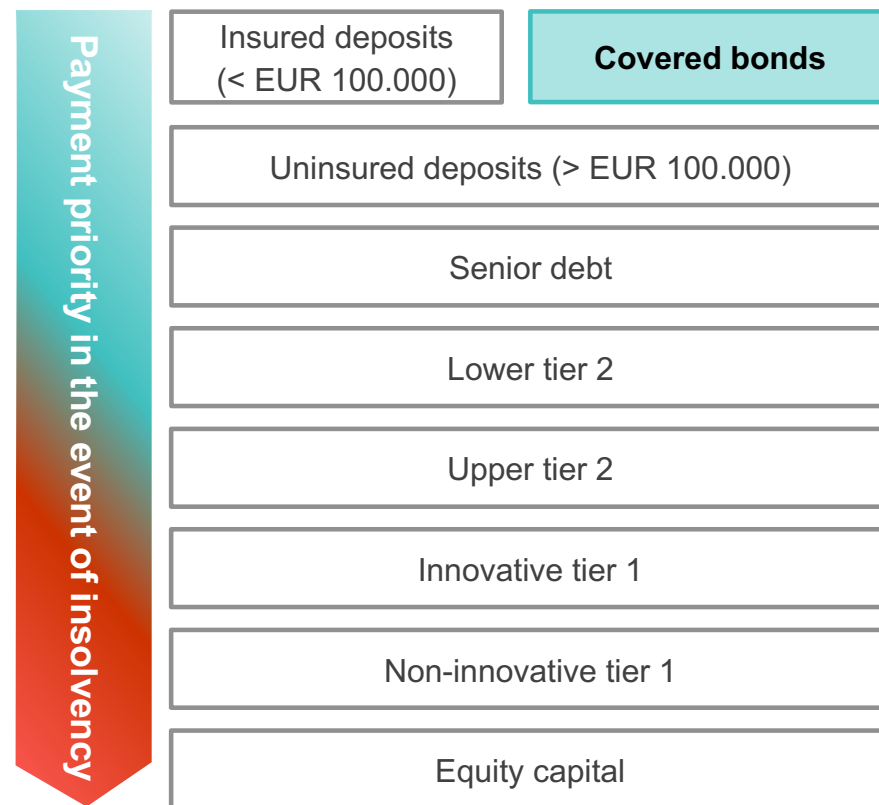 Payment priority in the event of insolvency
Insured deposits
(< EUR 100.000)
Covered bonds
Uninsured deposits (> EUR 100.000)
Senior debt
Lower tier 2
Upper tier 2
Innovative tier 1
Non-innovative tier 1
Equity capital